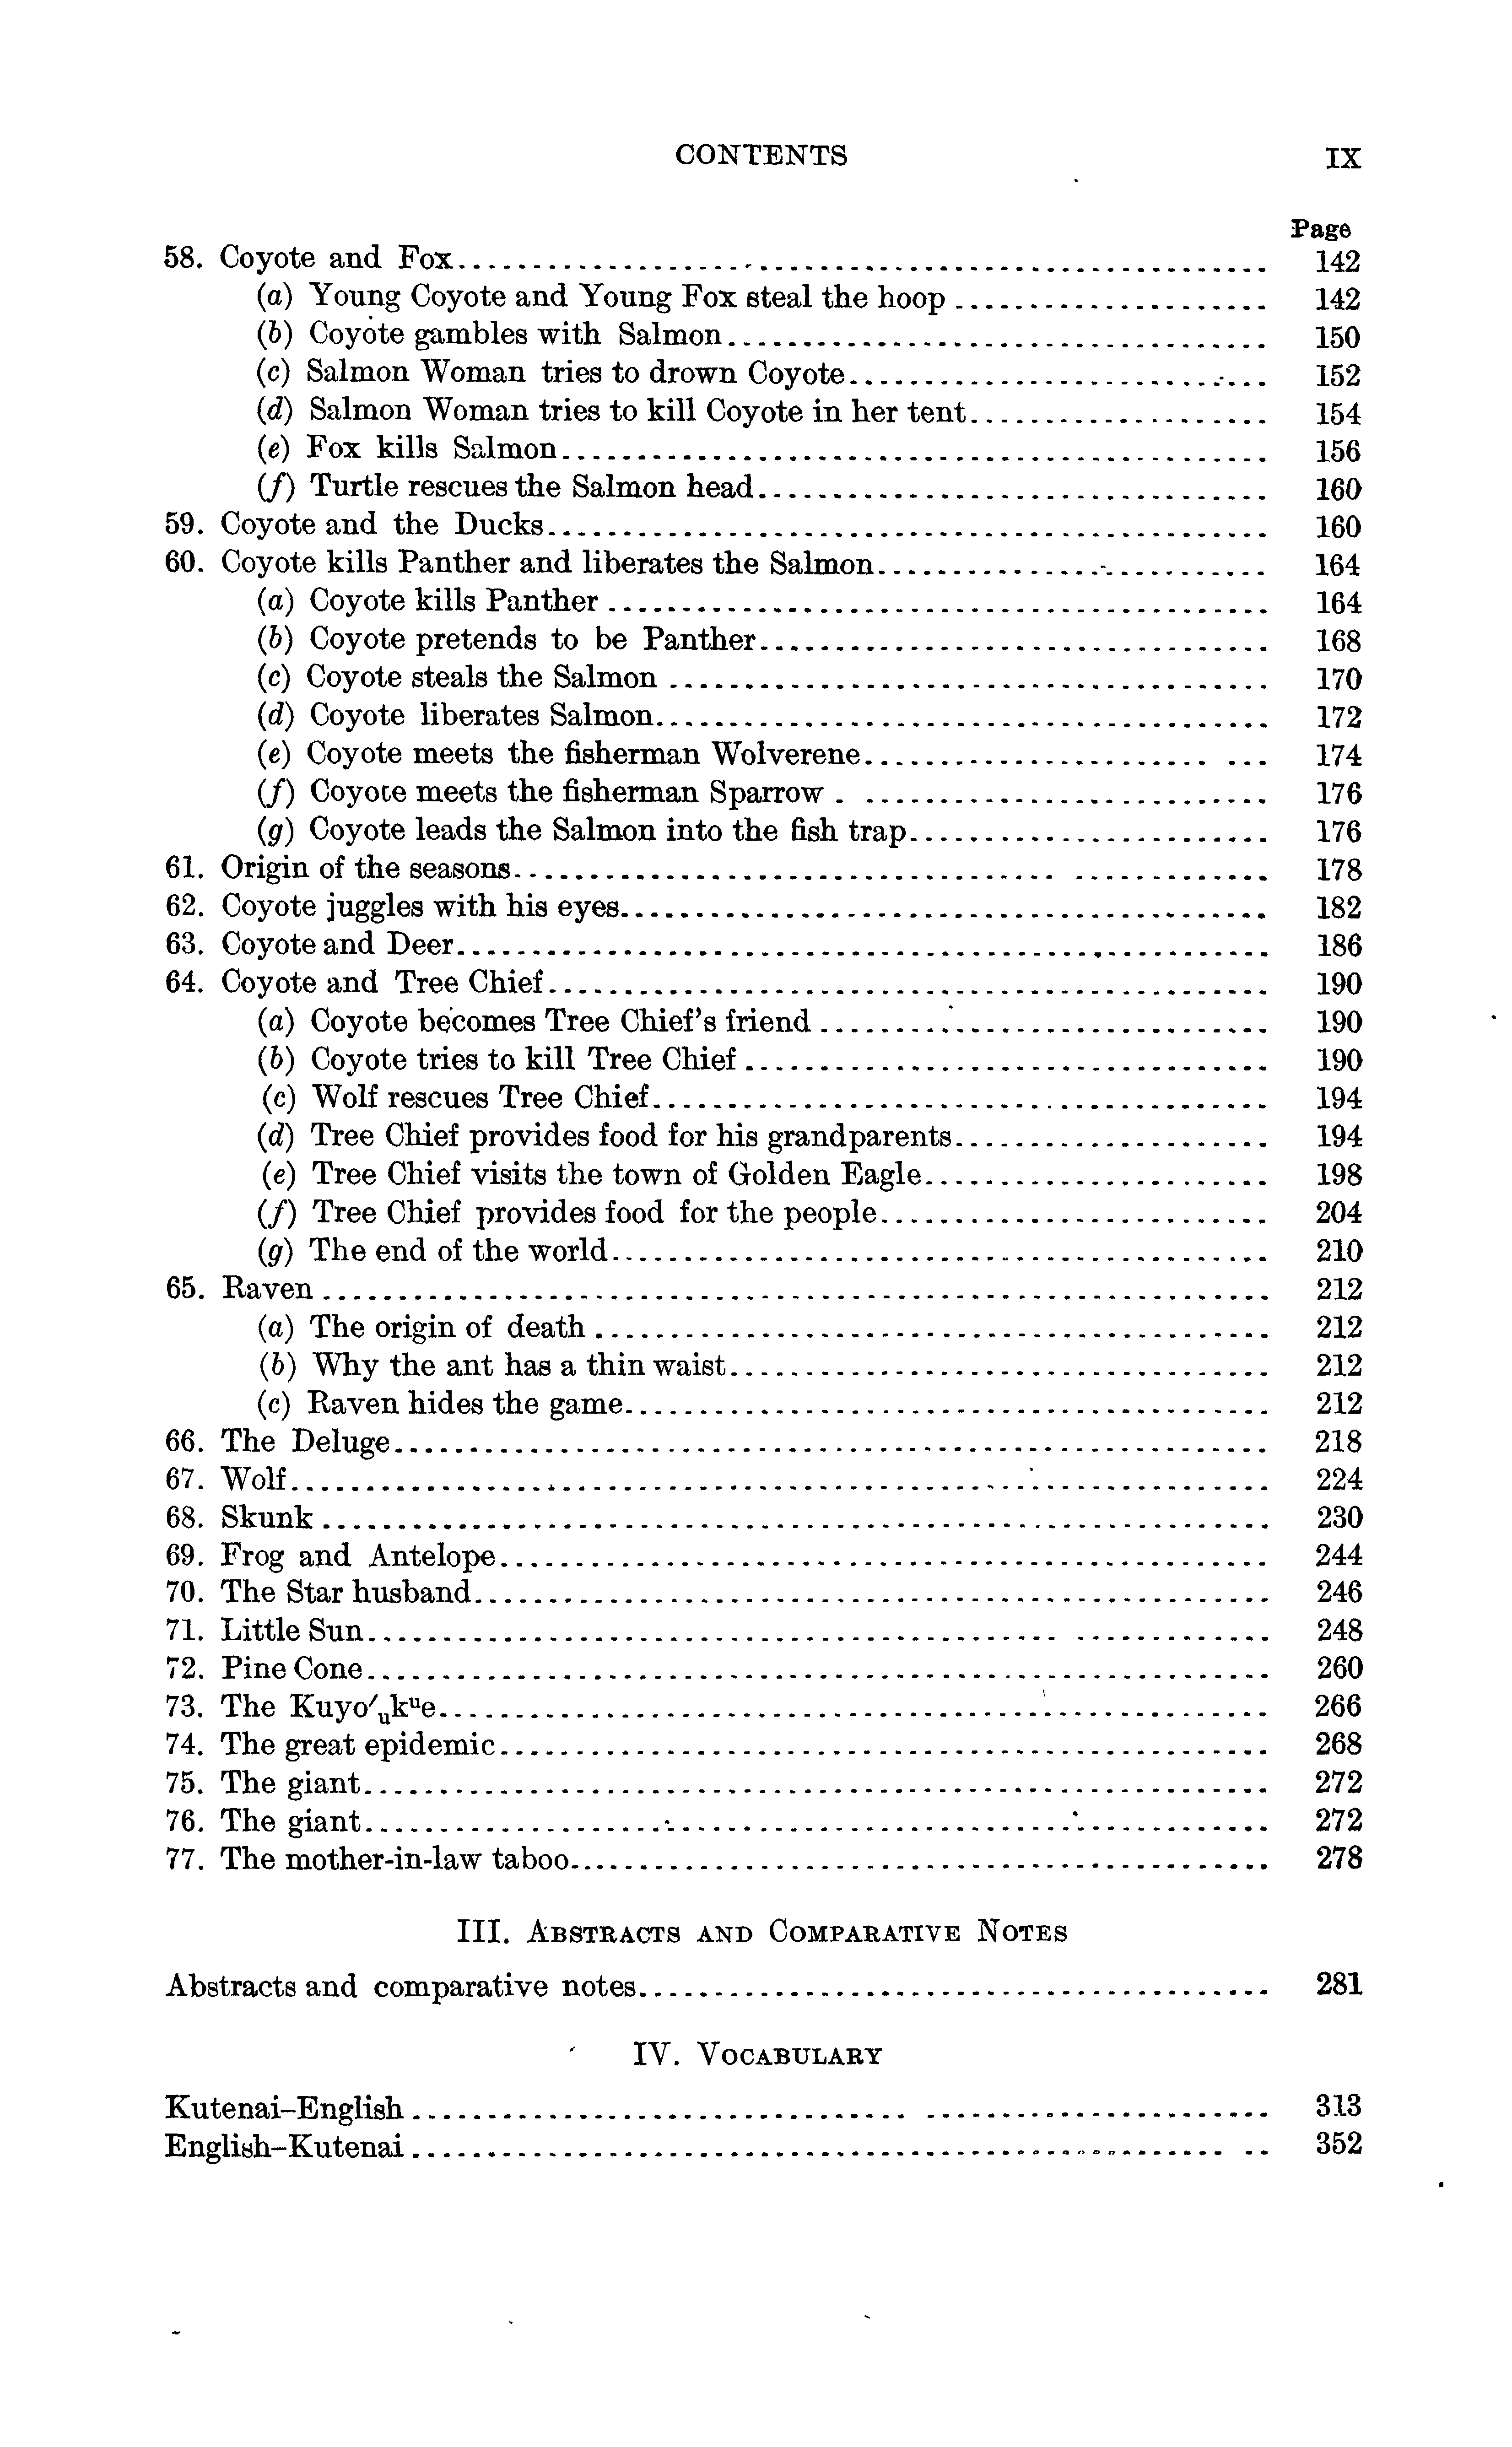 CONTENTS IX
Page
58. Coyote and Fox 142
(a) Young Coyote and Young Fox steal the hoop 142
(b) Coyote gambles with Salmon 150
(c) Salmon Woman tries to drown Coyote 152
(d) Salmon Woman tries to kill Coyote in her tent 154
(e) Fox kills Salmon 156
(f) Turtle rescues the Salmon head 160
59. Coyote and the Ducks 160
60. Coyote kills Panther and liberates the Salmon 164
(a) Coyote kills Panther 164
(b) Coyote pretends to be Panther 168
(c) Coyote steals the Salmon 170
(d) Coyote liberates Salmon 172
(e) Coyote meets the fisherman Wolverene 174
(f) Coyote meets the fisherman Sparrow 176
(g) Coyote leads the Salmon into the fish trap 176
61. Origin of the seasons 178
62. Coyote juggles with his eyes 182
63. Coyote and Deer 186
64. Coyote and Tree Chief 190
(a) Coyote becomes Tree Chief's friend 190
(b) Coyote tries to kill Tree Chief 190
(c) Wolf rescues Tree Chief 194
(d) Tree Chief provides food for his grandparents 194
(e) Tree Chief visits the town of Golden Eagle 198
(f) Tree Chief provides food for the people 204
(g) The end of the world 210
65. Raven 212
(a) The origin of death 212
(b) Why the ant has a thin waist 212
(c) Raven hides the game 212
66. The Deluge 218
67. Wolf 224
68. Skunk 230
69. Frog and Antelope 244
70. The Star husband 246
71. Little Sun 248
72. Pine Cone 260
73. The Kuyo′ᵤkᵘe 266
74. The great epidemic 268
75. The giant 272
76. The giant 272
77. The mother-in-law taboo 278
III. Abstracts and Comparative Notes
Abstracts and comparative notes 281
IV. Vocabulary
Kutenai–English 313
English–Kutenai 352